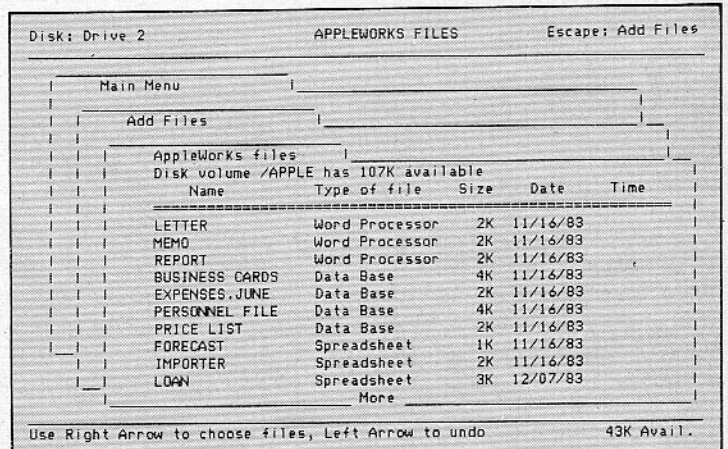 Disk: Drive 2 APPLEWORKS FILES Escape: Add Files
Main Menu
Add Files
AppleWorks files
Disk volume /APPLE has 107K available
Name Type of file Size Date Time
LETTER Word Processor 2K 11/16/83
MEMO Word Processor 2K 11/16/83
REPORT Word Processor 2K 11/16/83
BUSINESS CARDS Data Base 4K 11/16/83
EXPENSES.JUNE Data Base 2K 11/16/83
PERSONNEL FILE Data Base 4K 11/16/83
PRICE LIST Data Base 2K 11/16/83
FORECAST Spreadsheet 1K 11/16/83
IMPORTER Spreadsheet 2K 11/16/83
LOAN Spreadsheet 3K 12/07/83
More
Use Right Arrow to choose files, Left Arrow to undo 43K Avail.